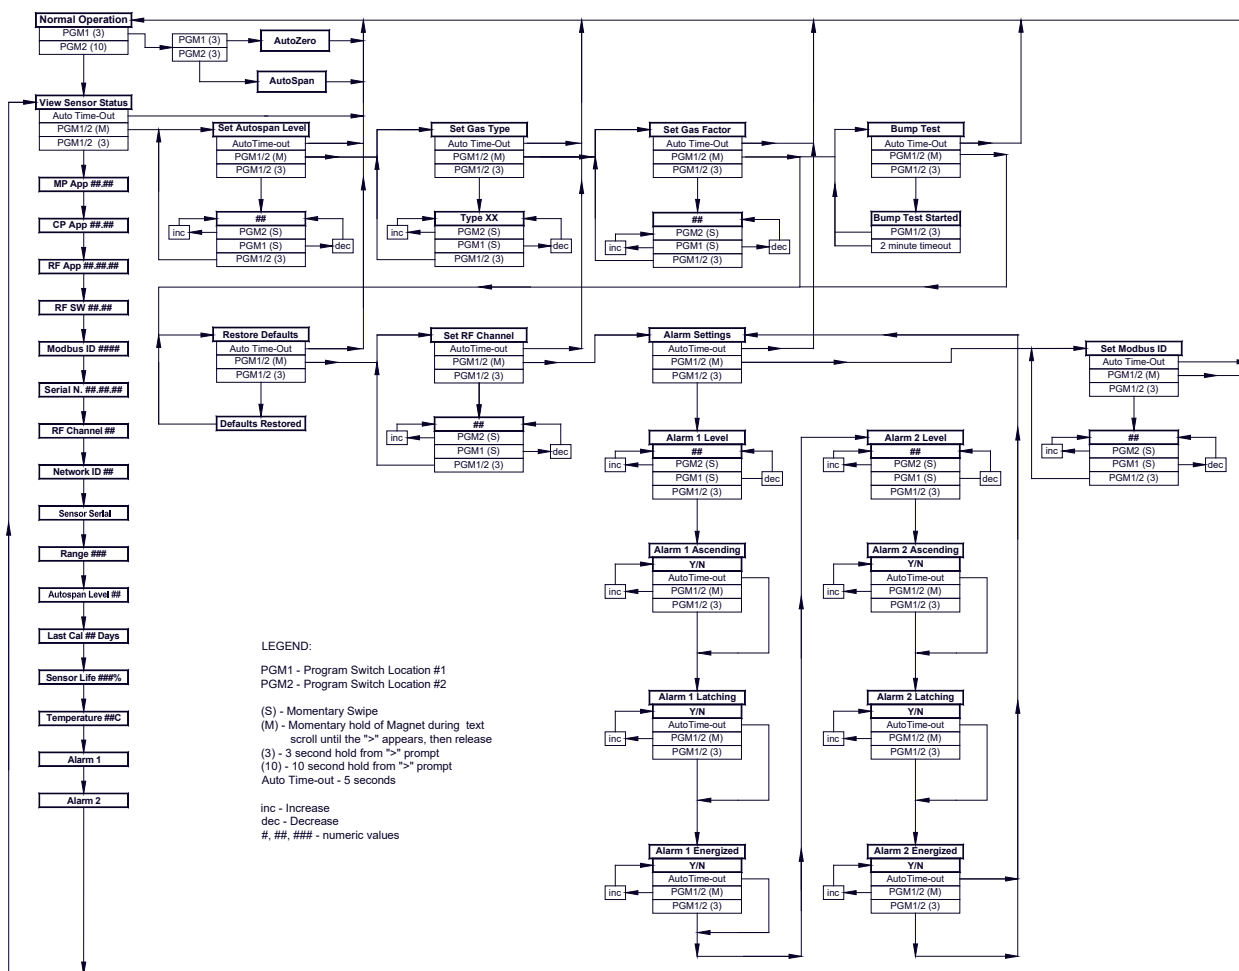 Normal Operation
PGM1 (3)
PGM2 (10)
PGM1 (3)
PGM2 (3)
AutoZero
AutoSpan
View Sensor Status
Auto Time-Out
PGM1/2 (M)
PGM1/2 (3)
MP App ##.##
CP App ##.##
RF App ##.##.##
RF SW ##.##
Modbus ID ####
Serial N. ##.##.##
RF Channel ##
Network ID ##
Sensor Serial
Range ###
Autospan Level ##
Last Cal ## Days
Sensor Life ###%
Temperature ##C
Alarm 1
Alarm 2
Set Autospan Level
AutoTime-out
PGM1/2 (M)
PGM1/2 (3)
##
PGM2 (S)
PGM1 (S)
PGM1/2 (3)
inc
dec
Set Gas Type
Auto Time-Out
PGM1/2 (M)
PGM1/2 (3)
Type XX
PGM2 (S)
PGM1 (S)
PGM1/2 (3)
inc
dec
Set Gas Factor
Auto Time-Out
PGM1/2 (M)
PGM1/2 (3)
##
PGM2 (S)
PGM1 (S)
PGM1/2 (3)
inc
dec
Bump Test
Auto Time-Out
PGM1/2 (M)
PGM1/2 (3)
Bump Test Started
PGM1/2 (3)
2 minute timeout
Restore Defaults
Auto Time-Out
PGM1/2 (M)
PGM1/2 (3)
Defaults Restored
Set RF Channel
AutoTime-out
PGM1/2 (M)
PGM1/2 (3)
##
PGM2 (S)
PGM1 (S)
PGM1/2 (3)
inc
dec
Alarm Settings
AutoTime-out
PGM1/2 (M)
PGM1/2 (3)
Alarm 1 Level
##
PGM2 (S)
PGM1 (S)
PGM1/2 (3)
inc
dec
Alarm 1 Ascending
Y/N
AutoTime-out
PGM1/2 (M)
PGM1/2 (3)
inc
Alarm 1 Latching
Y/N
AutoTime-out
PGM1/2 (M)
PGM1/2 (3)
inc
Alarm 1 Energized
Y/N
AutoTime-out
PGM1/2 (M)
PGM1/2 (3)
inc
Alarm 2 Level
##
PGM2 (S)
PGM1 (S)
PGM1/2 (3)
inc
dec
Alarm 2 Ascending
Y/N
AutoTime-out
PGM1/2 (M)
PGM1/2 (3)
inc
Alarm 2 Latching
Y/N
AutoTime-out
PGM1/2 (M)
PGM1/2 (3)
inc
Alarm 2 Energized
Y/N
AutoTime-out
PGM1/2 (M)
PGM1/2 (3)
inc
Set Modbus ID
Auto Time-Out
PGM1/2 (M)
PGM1/2 (3)
##
PGM2 (S)
PGM1 (S)
PGM1/2 (3)
inc
dec
LEGEND:
PGM1 - Program Switch Location #1
PGM2 - Program Switch Location #2
(S) - Momentary Swipe
(M) - Momentary hold of Magnet during text
scroll until the ">" appears, then release
(3) - 3 second hold from ">" prompt
(10) - 10 second hold from ">" prompt
Auto Time-out - 5 seconds
inc - Increase
dec - Decrease
#, ##, ### - numeric values